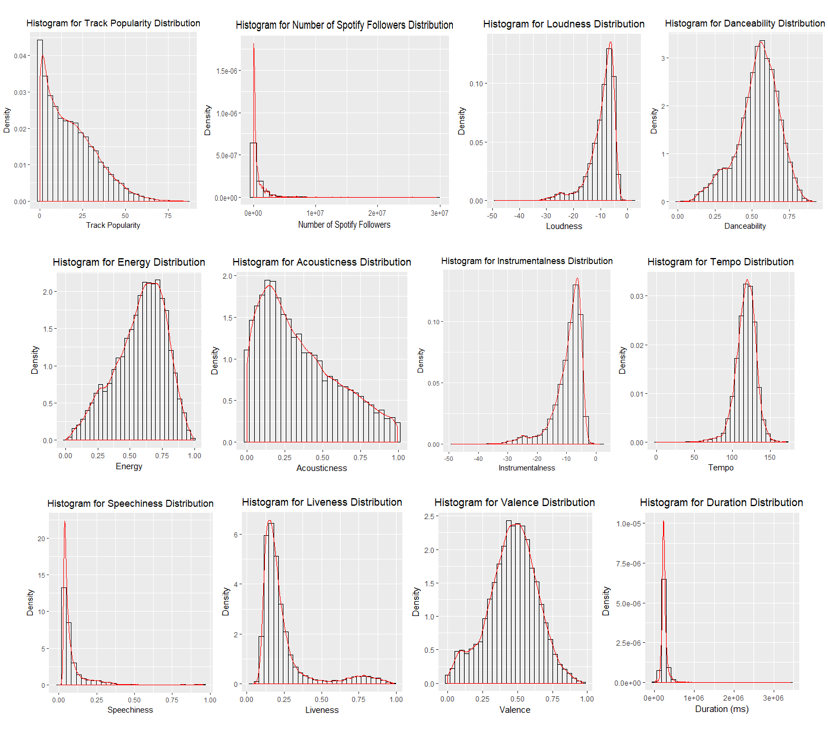 Histogram for Track Popularity Distribution
Density
0.04
0.03
0.02
0.01
0.00
0
25
50
75
Track Popularity
Histogram for Number of Spotify Followers Distribution
Density
1.5e-06
1.0e-06
5.0e-07
0.0e+00
0e+00
1e+07
2e+07
3e+07
Number of Spotify Followers
Histogram for Loudness Distribution
Density
0.10
0.05
0.00
-50
-40
-30
-20
-10
0
Loudness
Histogram for Danceability Distribution
Density
3
2
1
0
0.00
0.25
0.50
0.75
Danceability
Histogram for Energy Distribution
Density
2.0
1.5
1.0
0.5
0.0
0.00
0.25
0.50
0.75
1.00
Energy
Histogram for Acousticness Distribution
Density
2.0
1.5
1.0
0.5
0.0
0.00
0.25
0.50
0.75
1.00
Acousticness
Histogram for Instrumentalness Distribution
Density
0.10
0.05
0.00
-50
-40
-30
-20
-10
0
Instrumentalness
Histogram for Tempo Distribution
Density
0.03
0.02
0.01
0.00
0
50
100
150
Tempo
Histogram for Speechiness Distribution
Density
20
15
10
5
0
0.00
0.25
0.50
0.75
1.00
Speechiness
Histogram for Liveness Distribution
Density
6
4
2
0
0.00
0.25
0.50
0.75
1.00
Liveness
Histogram for Valence Distribution
Density
2.5
2.0
1.5
1.0
0.5
0.0
0.00
0.25
0.50
0.75
1.00
Valence
Histogram for Duration Distribution
Density
1.0e-05
7.5e-06
5.0e-06
2.5e-06
0.0e+00
0e+00
1e+06
2e+06
3e+06
Duration (ms)